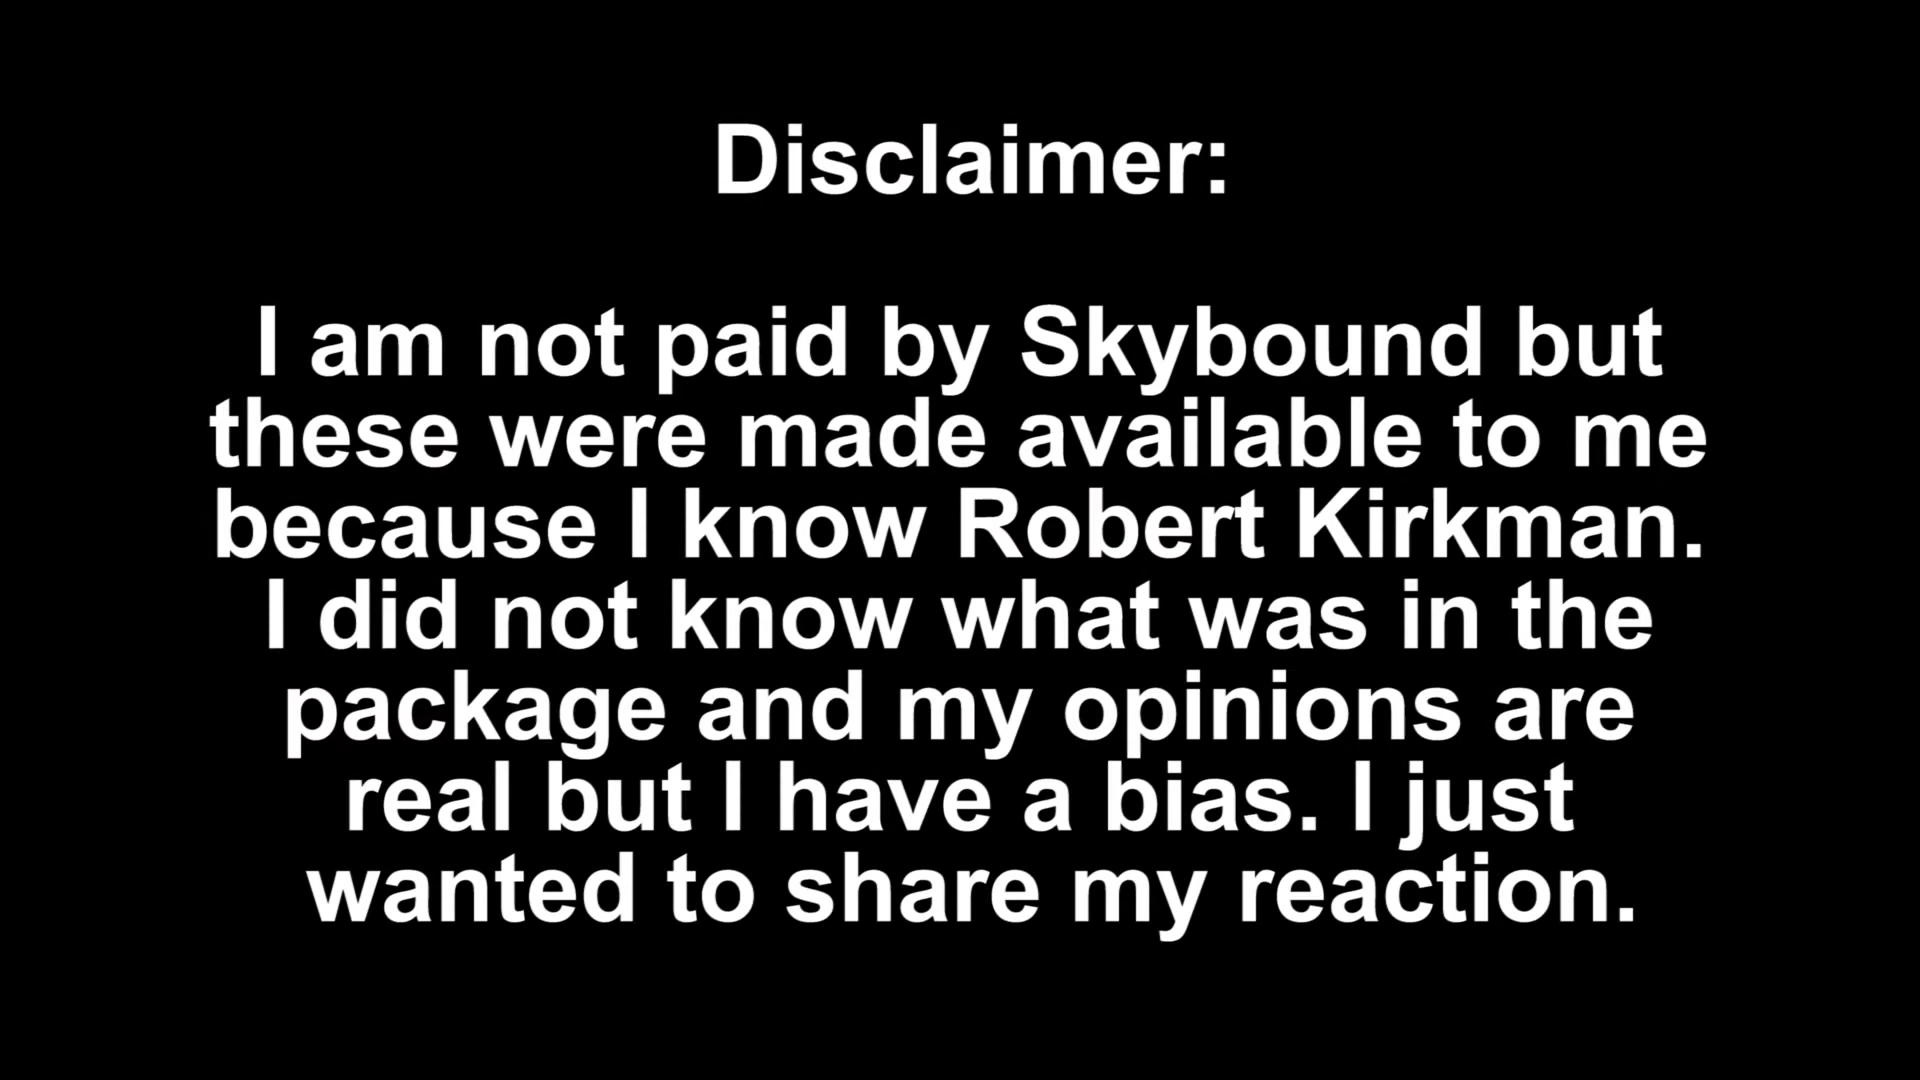 Disclaimer:
I am not paid by Skybound but
these were made available to me
because I know Robert Kirkman.
I did not know what was in the
package and my opinions are
real but I have a bias. I just
wanted to share my reaction.